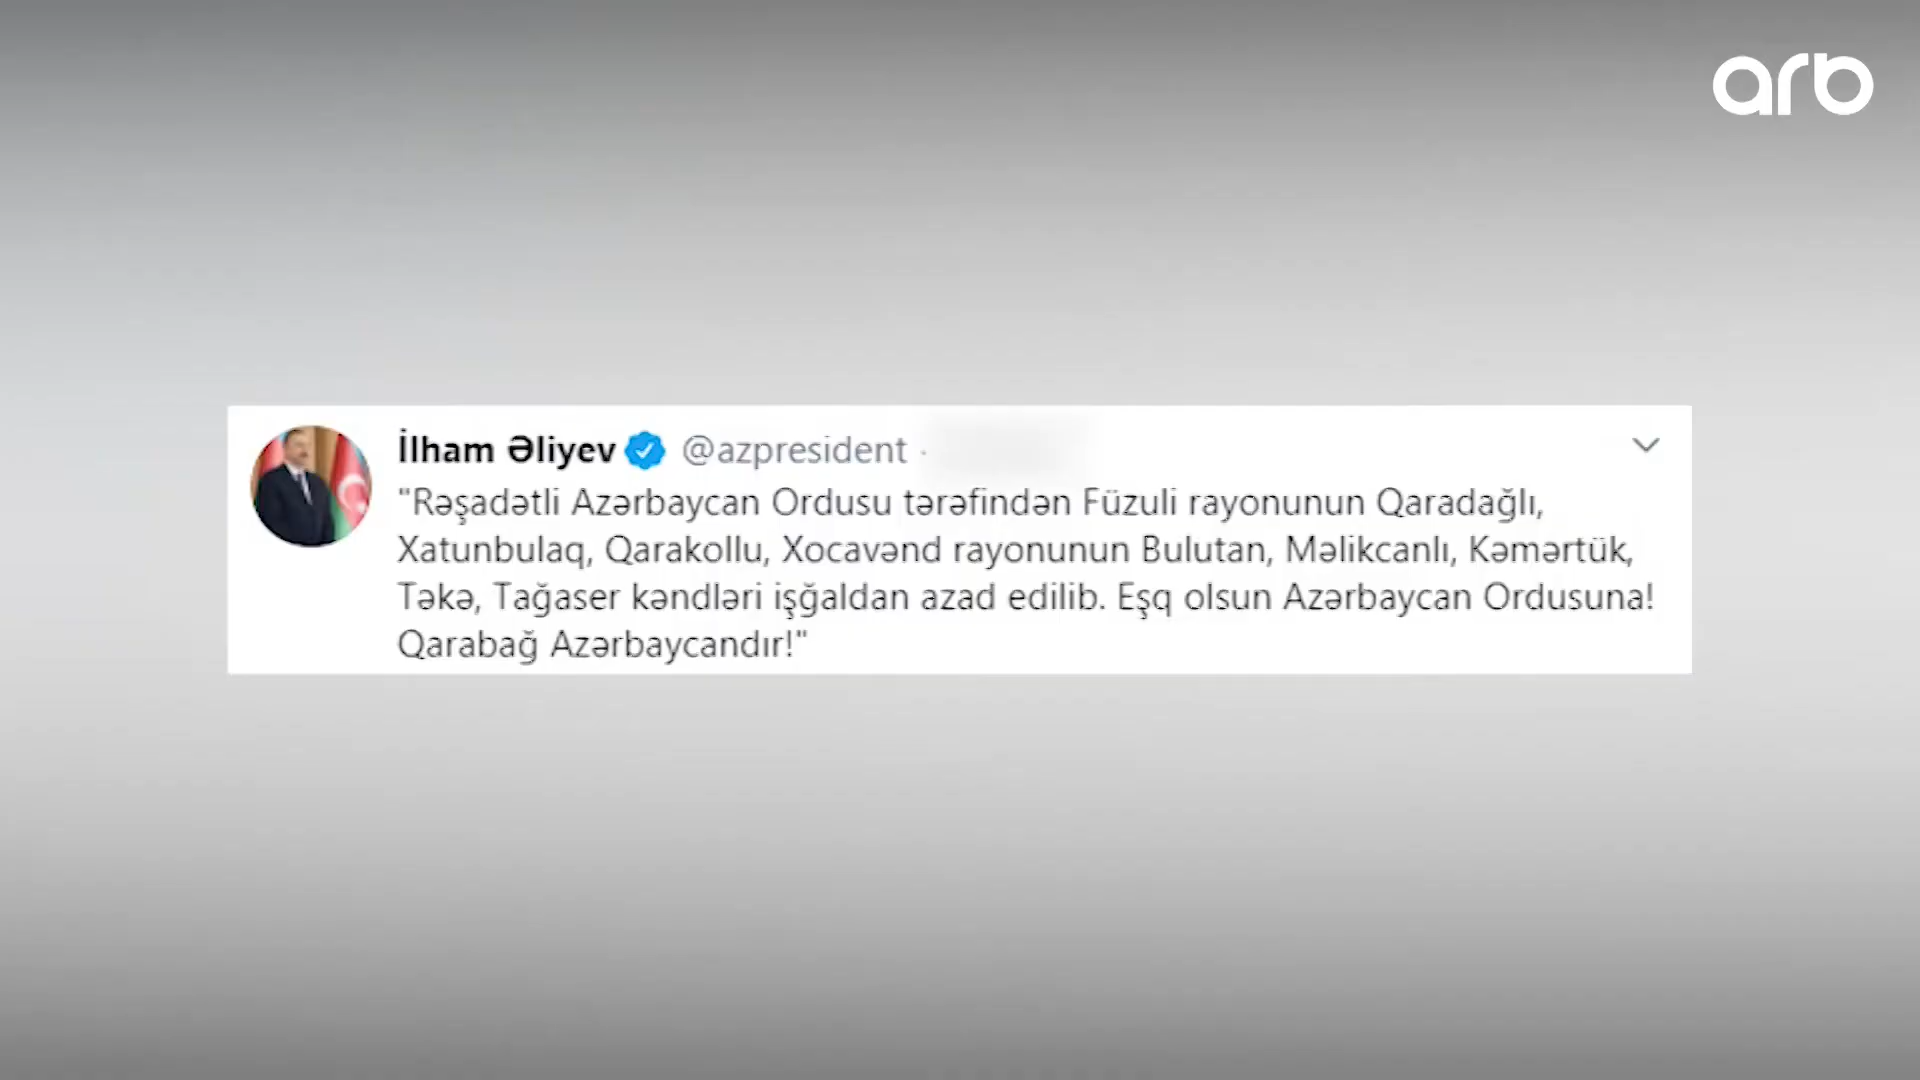 arb
İlham Əliyev @azpresident ·
"Rəşadətli Azərbaycan Ordusu tərəfindən Füzuli rayonunun Qaradağlı,
Xatunbulaq, Qarakollu, Xocavənd rayonunun Bulutan, Məlikcanlı, Kəmərtük,
Təkə, Tağaser kəndləri işğaldan azad edilib. Eşq olsun Azərbaycan Ordusuna!
Qarabağ Azərbaycandır!"